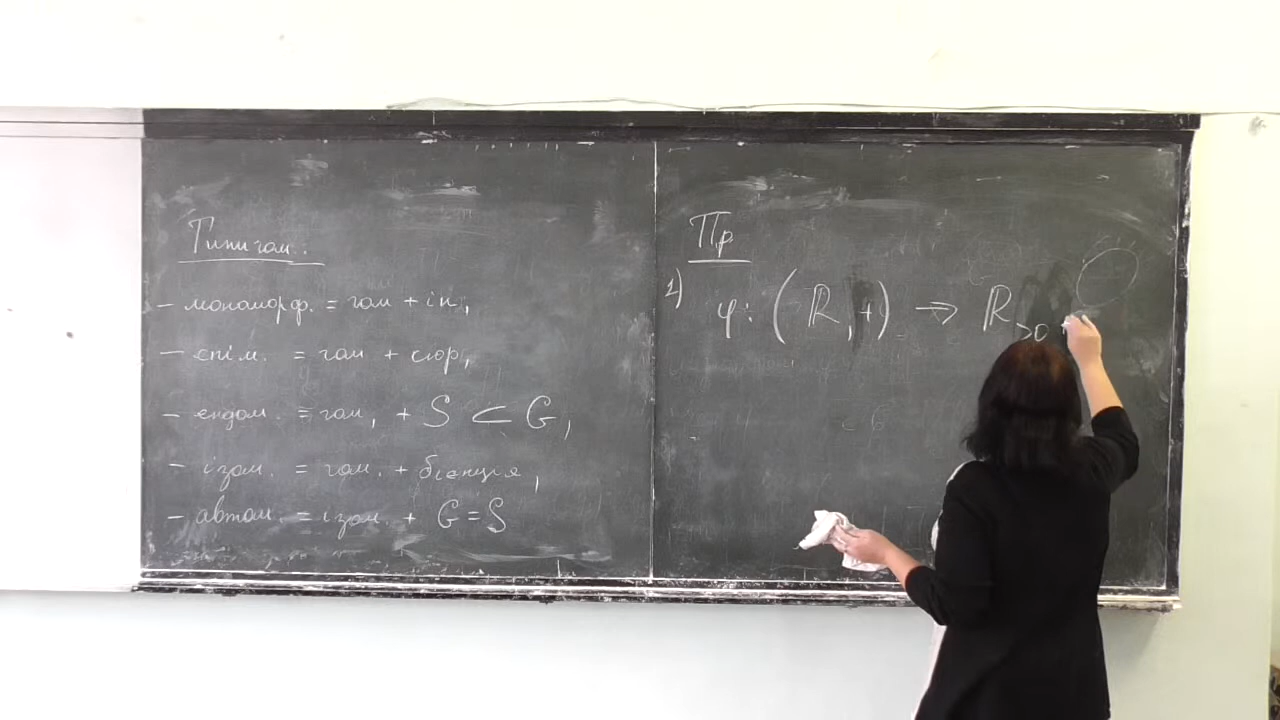 Типи гом.:
– мономорф. = гом + ін,
– епім. = гом + сюр,
– ендом. = гом, + S ⊂ G,
– ізом. = гом. + бієкція,
– автом. = ізом. + G = S
Пр
1) φ: (ℝ, +) → ℝ>0